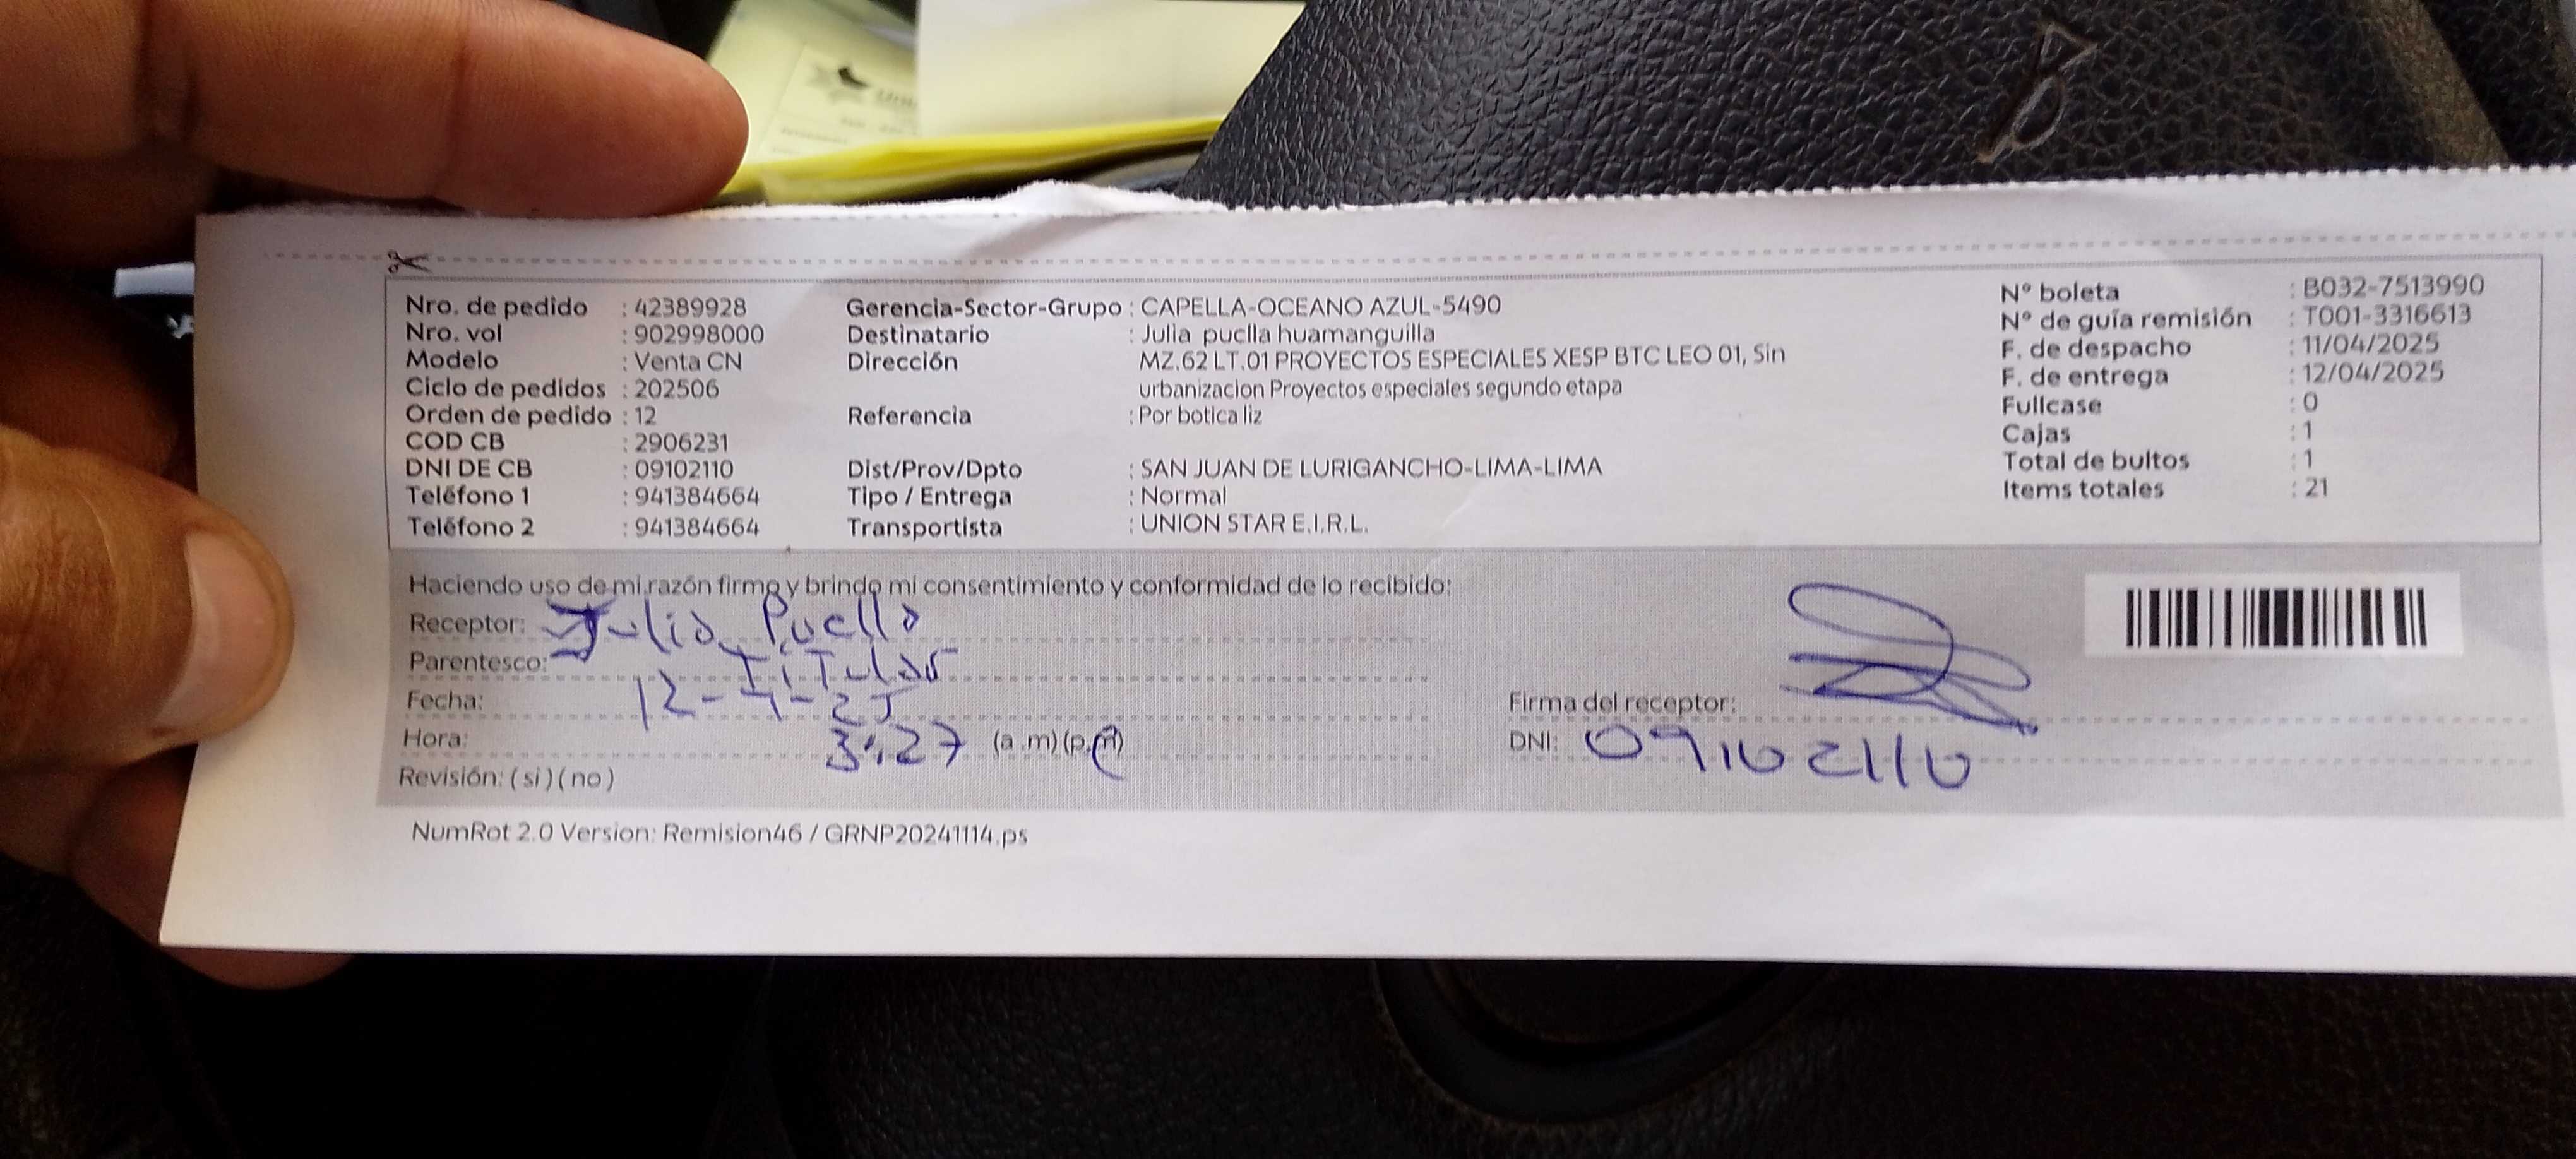 Nro. de pedido : 42389928
Nro. vol : 902998000
Modelo : Venta CN
Ciclo de pedidos : 202506
Orden de pedido : 12
COD CB : 2906231
DNI DE CB : 09102110
Teléfono 1 : 941384664
Teléfono 2 : 941384664
Gerencia-Sector-Grupo : CAPELLA-OCEANO AZUL-5490
Destinatario : Julia puclla huamanguilla
Dirección MZ.62 LT.01 PROYECTOS ESPECIALES XESP BTC LEO 01, Sin
urbanizacion Proyectos especiales segundo etapa
Referencia : Por botica liz
Dist/Prov/Dpto : SAN JUAN DE LURIGANCHO-LIMA-LIMA
Tipo / Entrega : Normal
Transportista : UNION STAR E.I.R.L.
N° boleta : B032-7513990
N° de guía remisión : T001-3316613
F. de despacho : 11/04/2025
F. de entrega : 12/04/2025
Fullcase : 0
Cajas : 1
Total de bultos : 1
Items totales : 21
Haciendo uso de mi razón firmo y brindo mi consentimiento y conformidad de lo recibido:
Receptor: Julia Puclla
Parentesco: TiTular
Fecha: 12-4-25
Hora: 3:27 (a.m) (p.m)
Revisión: (si) (no)
Firma del receptor:
DNI: 09102110
NumRot 2.0 Version: Remision46 / GRNP20241114.ps